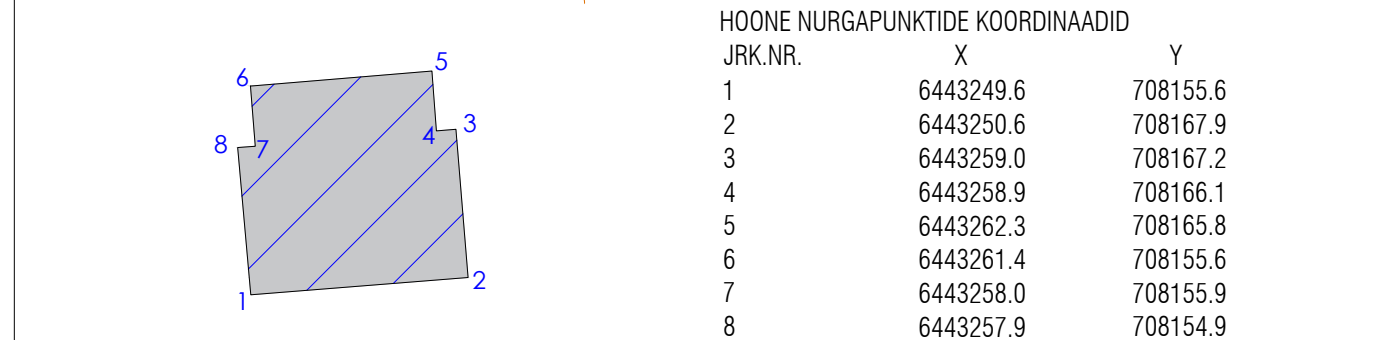 HOONE NURGAPUNKTIDE KOORDINAADID
JRK.NR. X Y
1 6443249.6 708155.6
2 6443250.6 708167.9
3 6443259.0 708167.2
4 6443258.9 708166.1
5 6443262.3 708165.8
6 6443261.4 708155.6
7 6443258.0 708155.9
8 6443257.9 708154.9
5
6
3
4
8
7
2
1